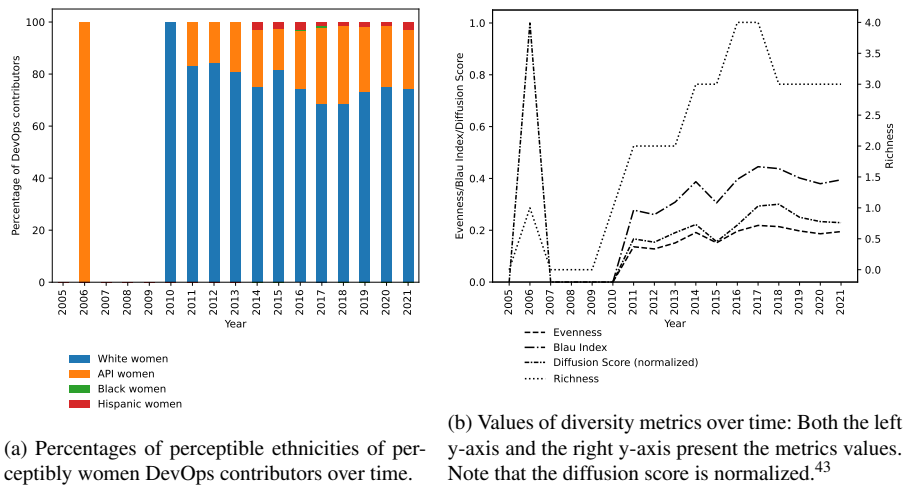 100
80
60
40
20
0
Percentage of DevOps contributors
2005 2006 2007 2008 2009 2010 2011 2012 2013 2014 2015 2016 2017 2018 2019 2020 2021
Year
White women
API women
Black women
Hispanic women
(a) Percentages of perceptible ethnicities of per-
ceptibly women DevOps contributors over time.
1.0
0.8
0.6
0.4
0.2
0.0
Evenness/Blau Index/Diffusion Score
4.0
3.5
3.0
2.5
2.0
1.5
1.0
0.5
0.0
Richness
2005 2006 2007 2008 2009 2010 2011 2012 2013 2014 2015 2016 2017 2018 2019 2020 2021
Year
Evenness
Blau Index
Diffusion Score (normalized)
Richness
(b) Values of diversity metrics over time: Both the left
y-axis and the right y-axis present the metrics values.
Note that the diffusion score is normalized.43